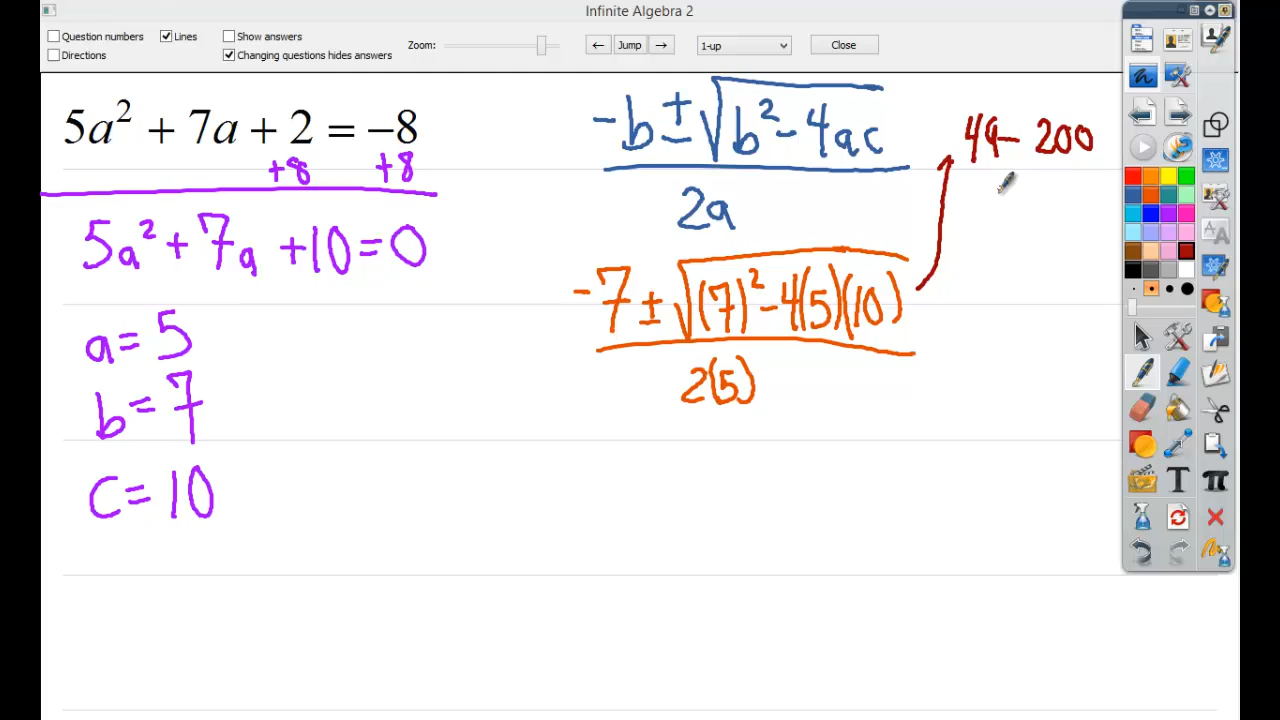 Infinite Algebra 2
Question numbers Lines Show answers
Directions Changing questions hides answers
Zoom: ← Jump → 1-up Close
5a² + 7a + 2 = −8
+8 +8
5a² + 7a + 10 = 0
a = 5
b = 7
c = 10
-b ± √(b² - 4ac)
2a
-7 ± √((7)² - 4(5)(10))
2(5)
49 - 200